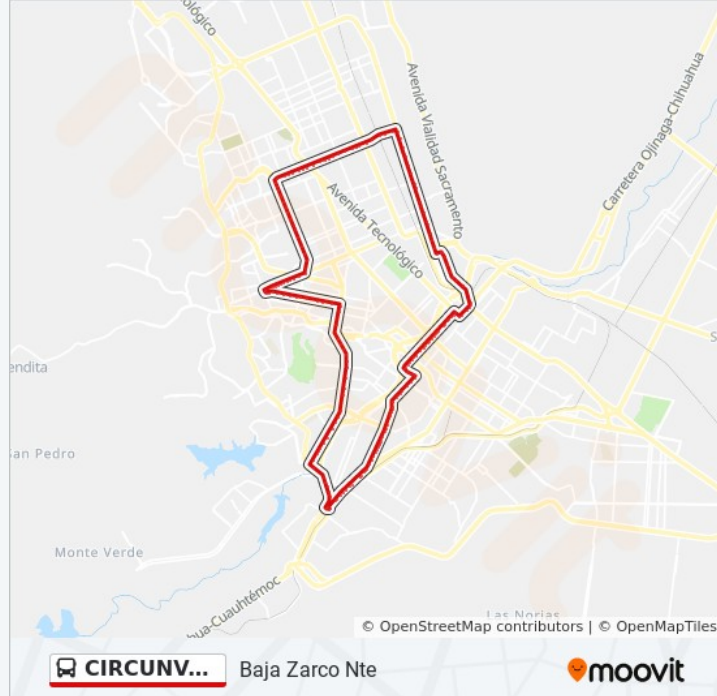 nológico
Avenida Vialidad Sacramento
Carretera Ojinaga-Chihuahua
Avenida Tecnológico
endita
San Pedro
Monte Verde
hua-Cuauhtémoc
Las Norias
© OpenStreetMap contributors | © OpenMapTiles
CIRCUNV... Baja Zarco Nte moovit